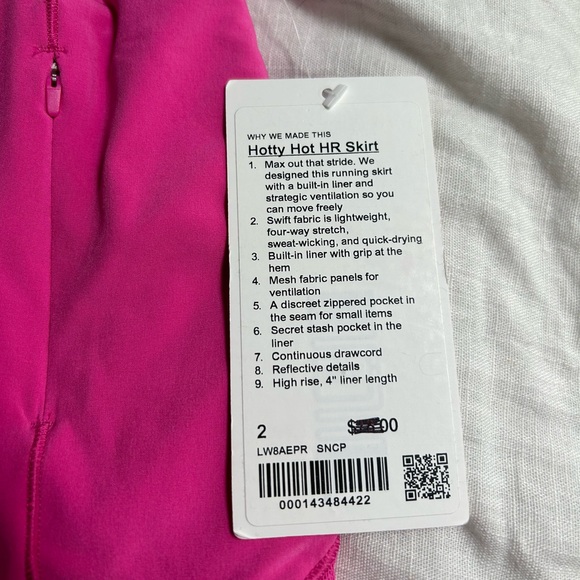 WHY WE MADE THIS
Hotty Hot HR Skirt
1. Max out that stride. We
designed this running skirt
with a built-in liner and
strategic ventilation so you
can move freely
2. Swift fabric is lightweight,
four-way stretch,
sweat-wicking, and quick-drying
3. Built-in liner with grip at the
hem
4. Mesh fabric panels for
ventilation
5. A discreet zippered pocket in
the seam for small items
6. Secret stash pocket in the
liner
7. Continuous drawcord
8. Reflective details
9. High rise, 4" liner length
2 $ .00
LW8AEPR SNCP
000143484422